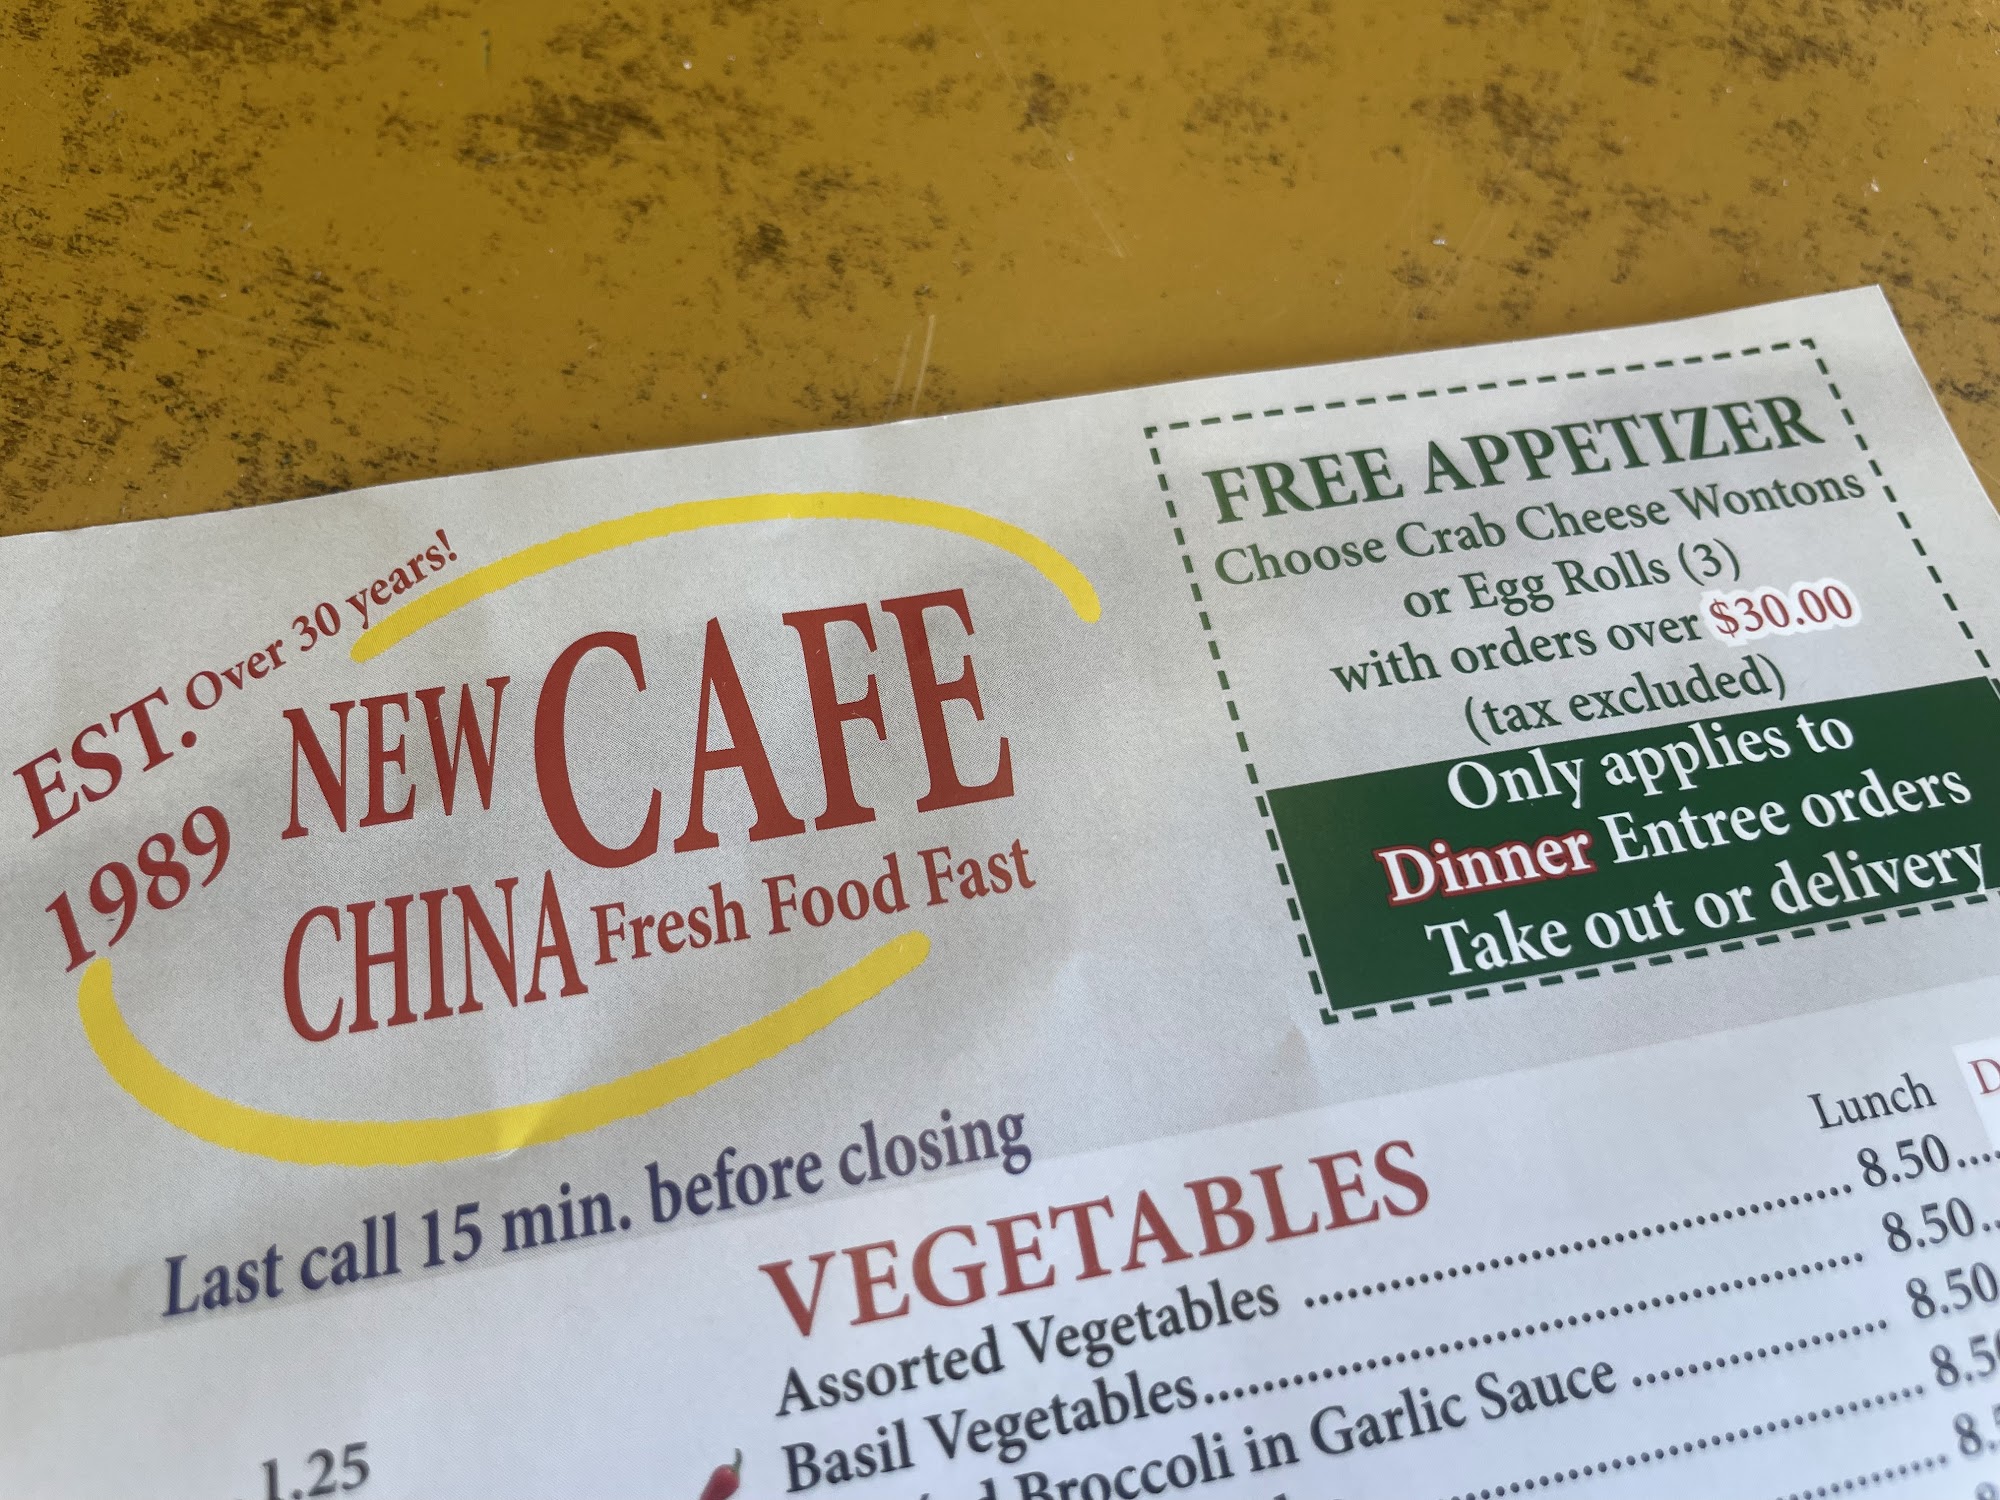 EST. Over 30 years!
1989
NEW CAFE
CHINA Fresh Food Fast
Last call 15 min. before closing
FREE APPETIZER
Choose Crab Cheese Wontons
or Egg Rolls (3)
with orders over $30.00
(tax excluded)
Only applies to
Dinner Entree orders
Take out or delivery
Lunch
VEGETABLES
Assorted Vegetables ........ 8.50....
Basil Vegetables........ 8.50..
Broccoli in Garlic Sauce ........ 8.50
1.25